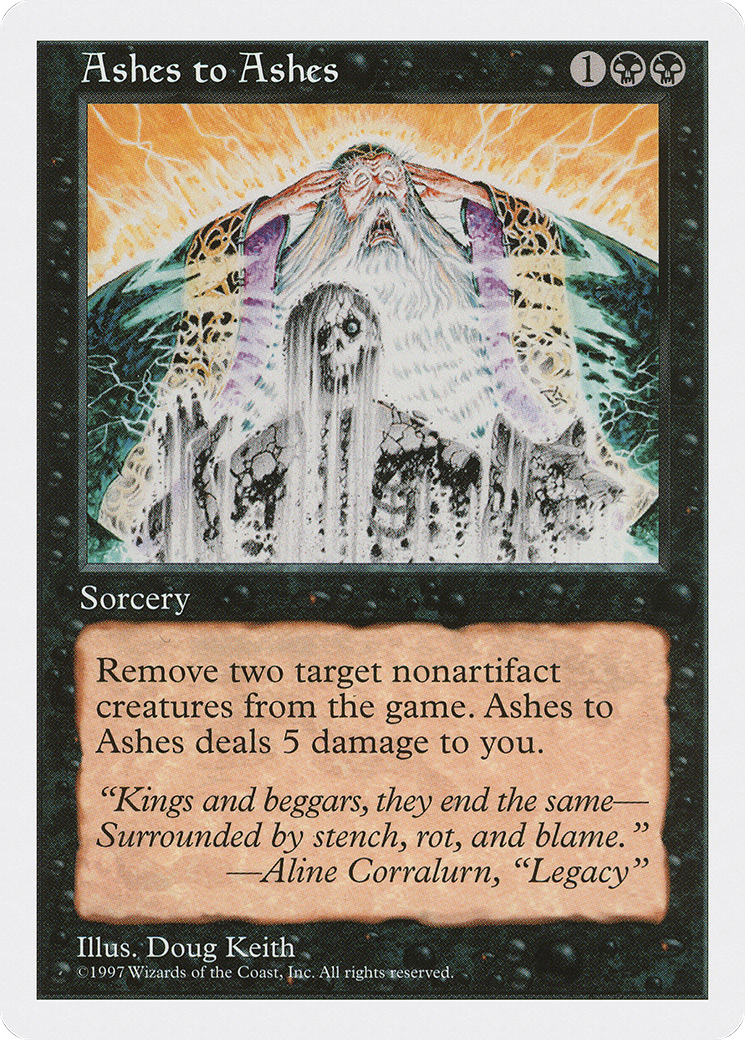 Ashes to Ashes 1
Sorcery
Remove two target nonartifact
creatures from the game. Ashes to
Ashes deals 5 damage to you.
“Kings and beggars, they end the same—
Surrounded by stench, rot, and blame.”
—Aline Corralurn, “Legacy”
Illus. Doug Keith
©1997 Wizards of the Coast, Inc. All rights reserved.